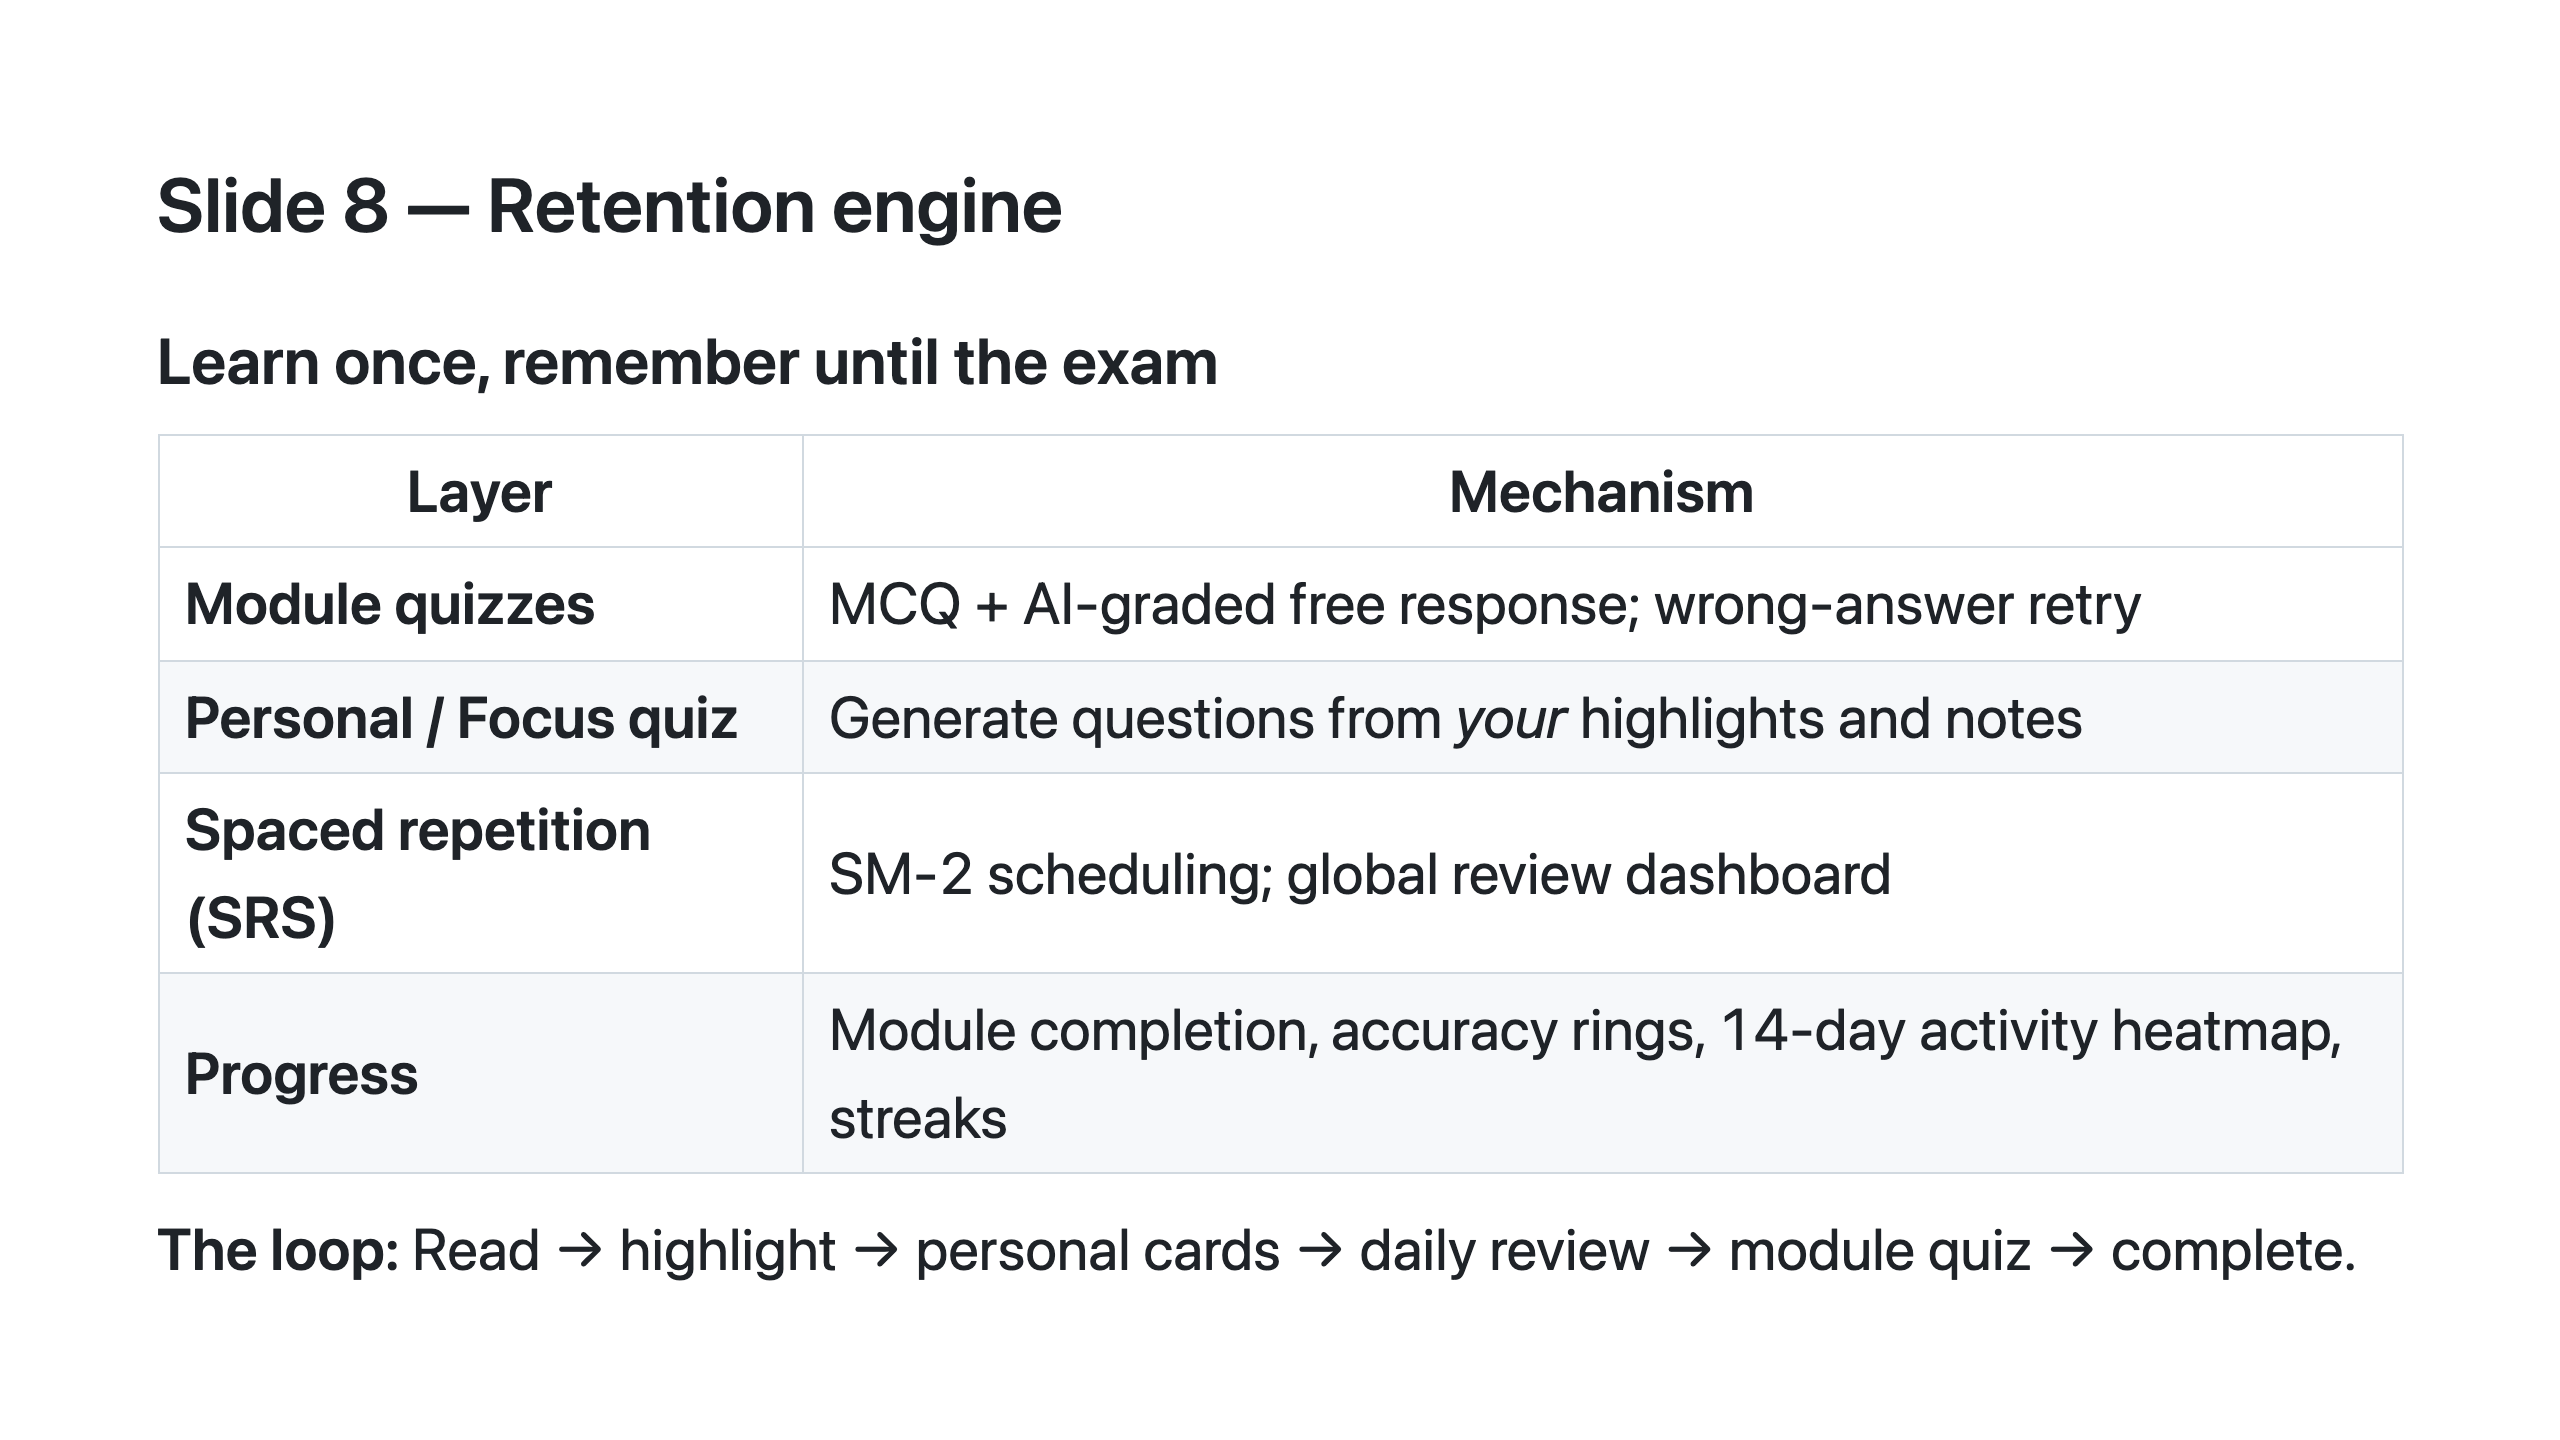 Slide 8 — Retention engine
Learn once, remember until the exam
Layer
Mechanism
Module quizzes
MCQ + AI-graded free response; wrong-answer retry
Personal / Focus quiz
Generate questions from your highlights and notes
Spaced repetition
(SRS)
SM-2 scheduling; global review dashboard
Progress
Module completion, accuracy rings, 14-day activity heatmap,
streaks
The loop: Read → highlight → personal cards → daily review → module quiz → complete.